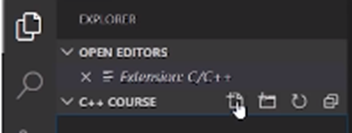 EXPLORER
OPEN EDITORS
Extension: C/C++
C++ COURSE